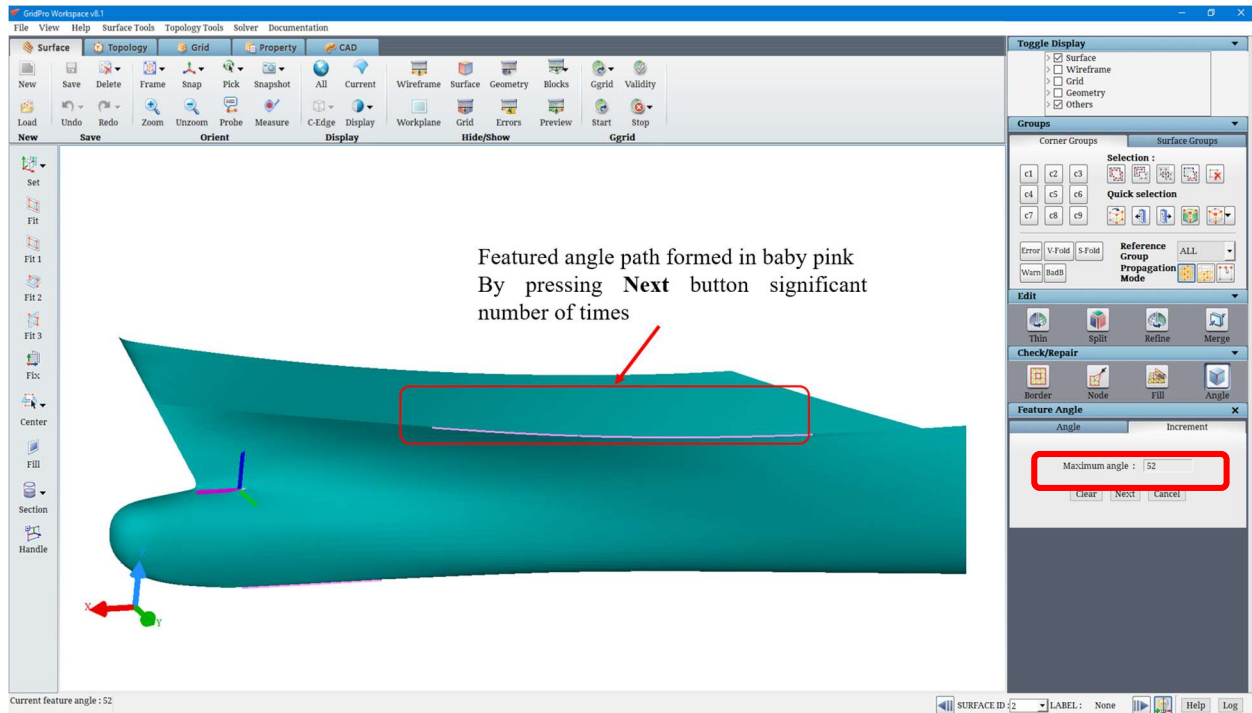 GridPro Workspace v8.1
File View Help Surface Tools Topology Tools Solver Documentation
Surface Topology Grid Property CAD
New Save Delete Frame Snap Pick Snapshot All Current Wireframe Surface Geometry Blocks Ggrid Validity
Load Undo Redo Zoom Unzoom Probe Measure C-Edge Display Workplane Grid Errors Preview Start Stop
New Save Orient Display Hide/Show Ggrid
Set
Fit
Fit 1
Fit 2
Fit 3
Fix
Center
Fill
Section
Handle
Featured angle path formed in baby pink
By pressing Next button significant
number of times
X
Y
Z
Toggle Display
Surface
Wireframe
Grid
Geometry
Others
Groups
Corner Groups Surface Groups
Selection :
c1 c2 c3
c4 c5 c6 Quick selection
c7 c8 c9
Error V-Fold S-Fold Reference Group ALL
Warn BadB Propagation Mode
Edit
Thin Split Refine Merge
Check/Repair
Border Node Fill Angle
Feature Angle
Angle Increment
Maximum angle : 52
Clear Next Cancel
Current feature angle : 52
SURFACE ID : 2 LABEL : None Help Log